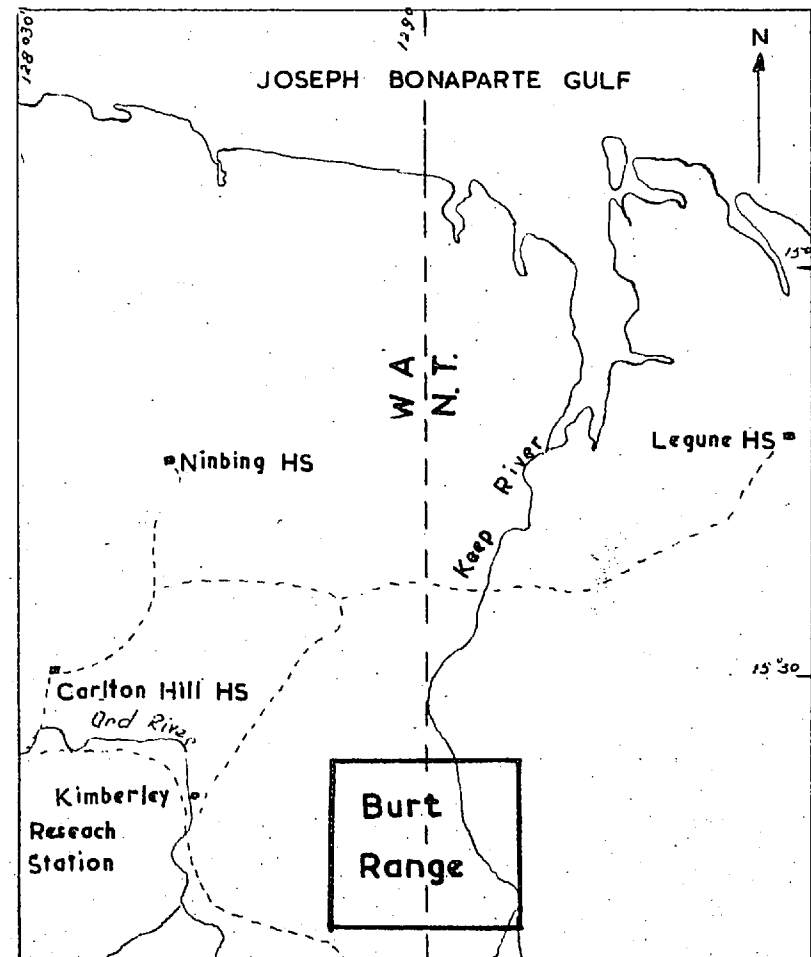 128°30'
129°
N
JOSEPH BONAPARTE GULF
15°
W A
N.T.
Ninbing HS
Legune HS
Keep River
15°30
Carlton Hill HS
Ord River
Kimberley
Reseach
Station
Burt
Range